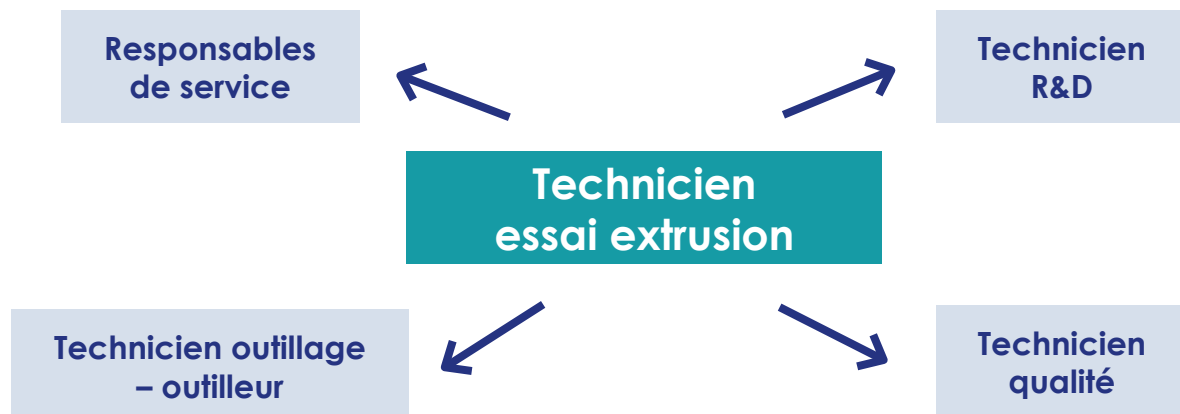 Responsables
de service
Technicien
R&D
Technicien
essai extrusion
Technicien outillage
– outilleur
Technicien
qualité